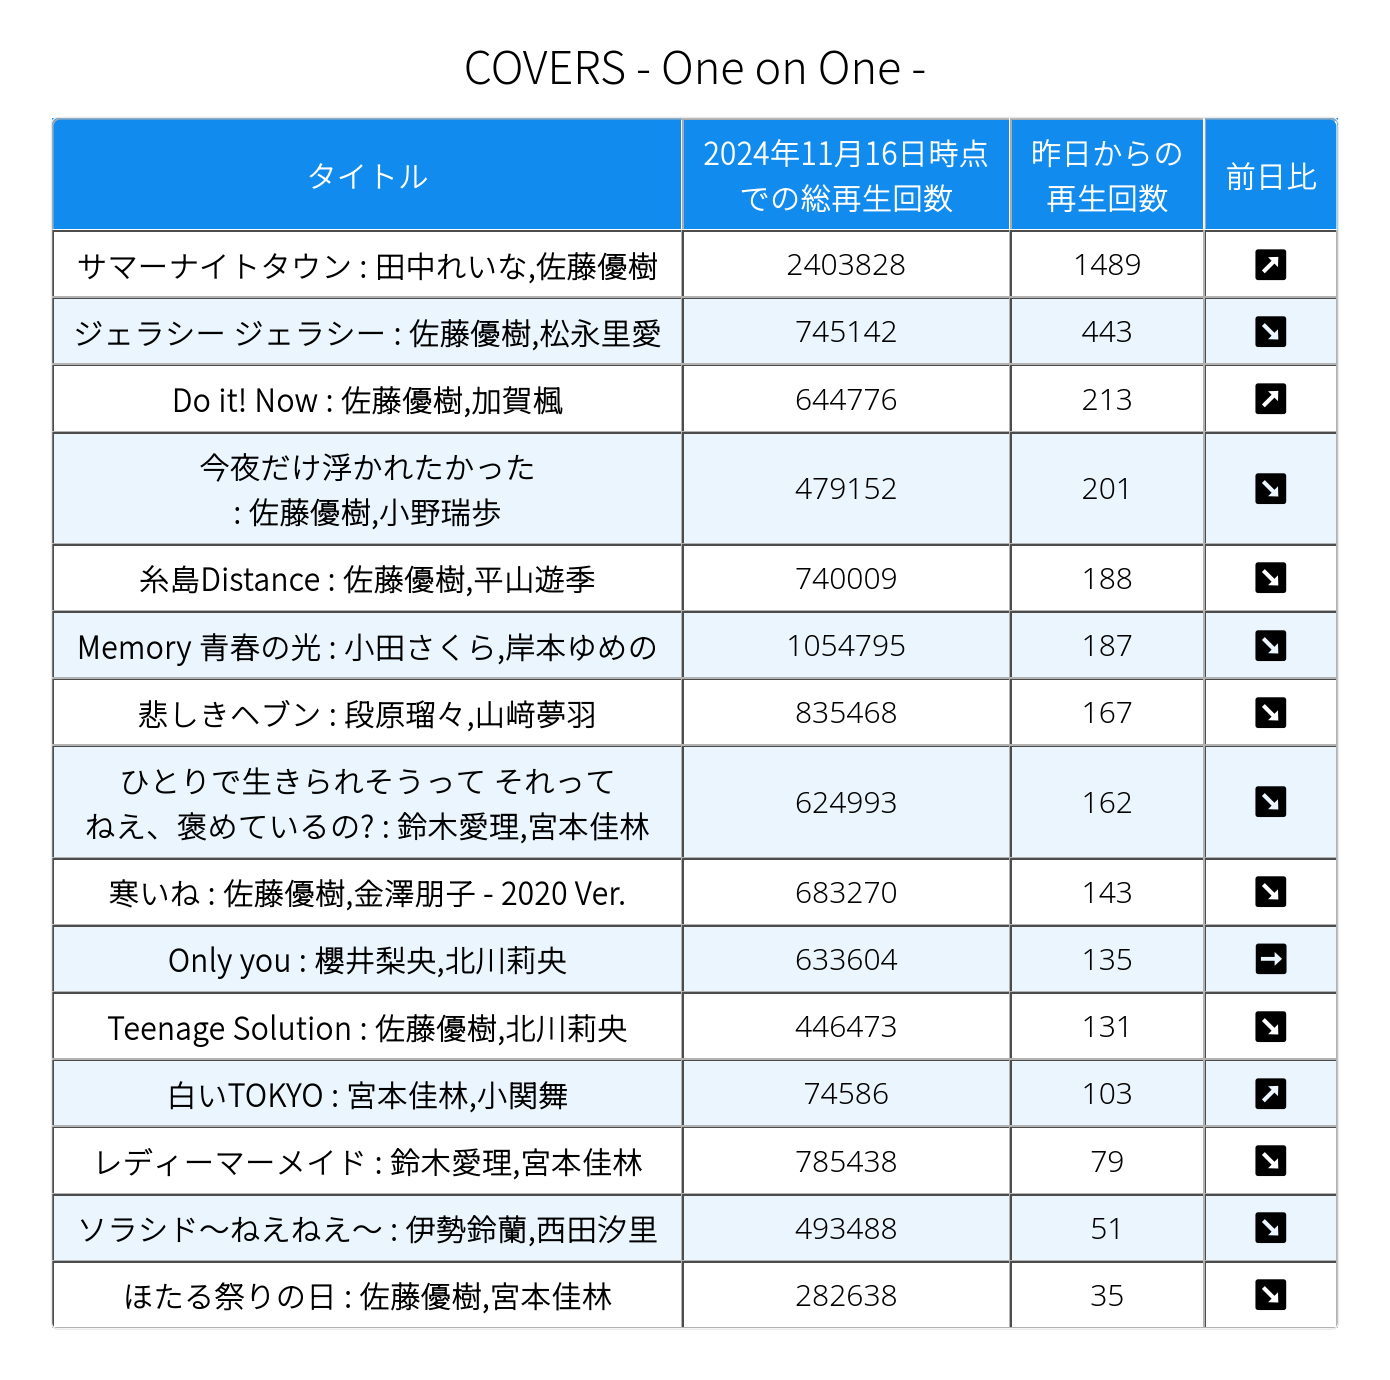 COVERS - One on One -
タイトル
2024年11月16日時点
での総再生回数
昨日からの
再生回数
前日比
サマーナイトタウン : 田中れいな,佐藤優樹 2403828 1489
ジェラシー ジェラシー : 佐藤優樹,松永里愛 745142 443
Do it! Now : 佐藤優樹,加賀楓 644776 213
今夜だけ浮かれたかった
: 佐藤優樹,小野瑞歩 479152 201
糸島Distance : 佐藤優樹,平山遊季 740009 188
Memory 青春の光 : 小田さくら,岸本ゆめの 1054795 187
悲しきヘブン : 段原瑠々,山﨑夢羽 835468 167
ひとりで生きられそうって それって
ねえ、褒めているの? : 鈴木愛理,宮本佳林 624993 162
寒いね : 佐藤優樹,金澤朋子 - 2020 Ver. 683270 143
Only you : 櫻井梨央,北川莉央 633604 135
Teenage Solution : 佐藤優樹,北川莉央 446473 131
白いTOKYO : 宮本佳林,小関舞 74586 103
レディーマーメイド : 鈴木愛理,宮本佳林 785438 79
ソラシド〜ねえねえ〜 : 伊勢鈴蘭,西田汐里 493488 51
ほたる祭りの日 : 佐藤優樹,宮本佳林 282638 35